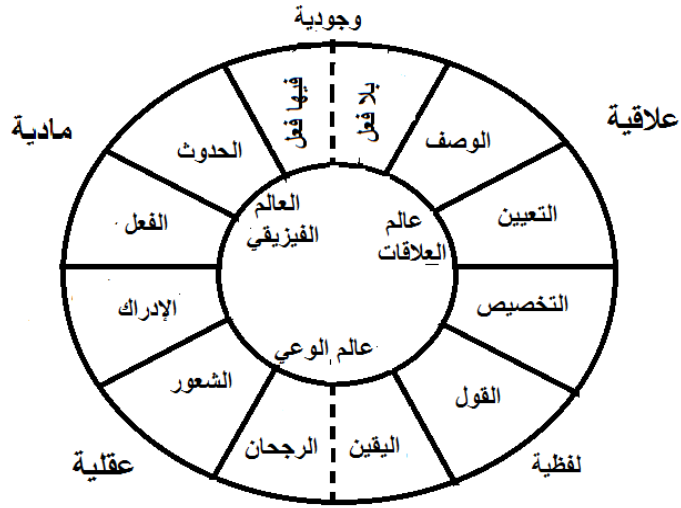 وجودية
علاقية
مادية
بلا فعل
فيها فعل
الوصف
الحدوث
التعيين
العالم
الفيزيقي
عالم
العلاقات
الفعل
التخصيص
الإدراك
عالم الوعي
الشعور
القول
اليقين
الرجحان
لفظية
عقلية